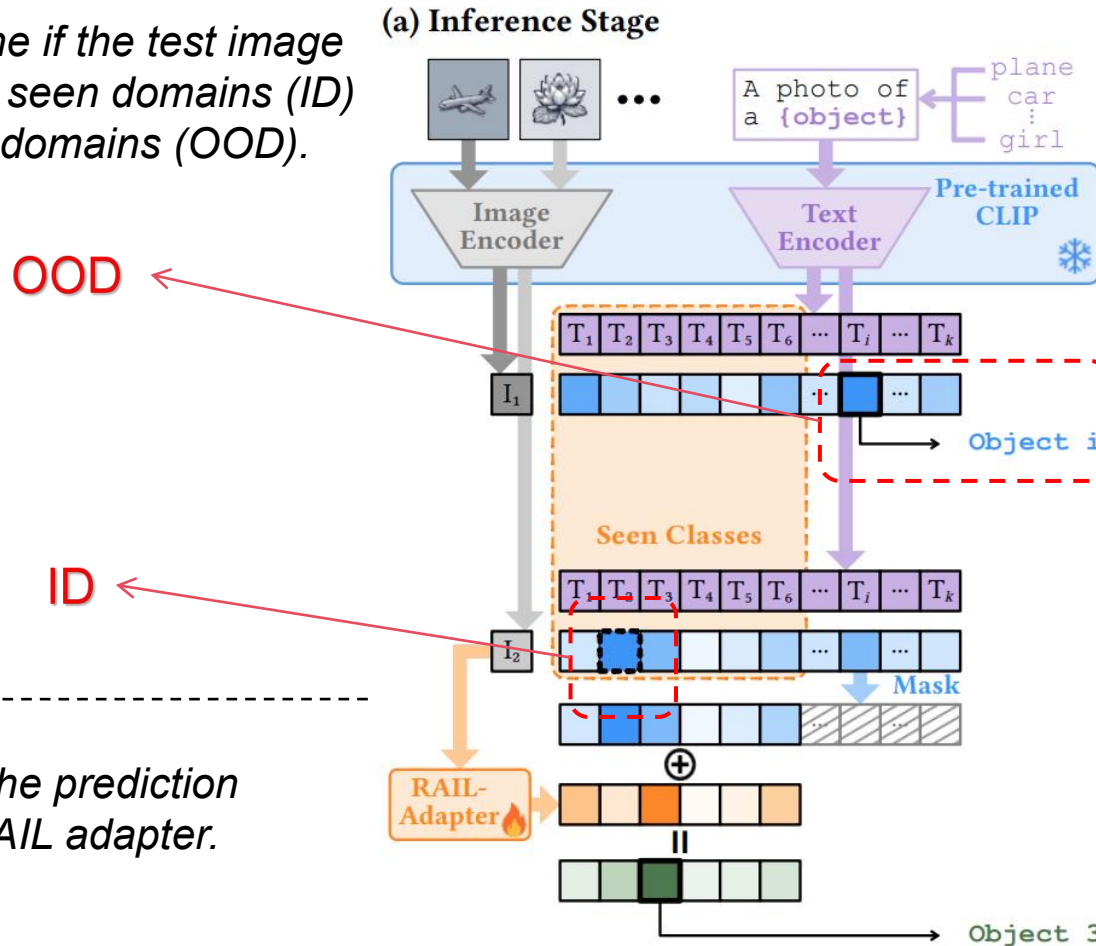 (a) Inference Stage
ne if the test image
seen domains (ID)
domains (OOD).
A photo of
a {object}
plane
car
⋮
girl
Image
Encoder
Text
Encoder
Pre-trained
CLIP
OOD
T1 T2 T3 T4 T5 T6 ... Ti ... Tk
I1
... ...
Object i
Seen Classes
ID
T1 T2 T3 T4 T5 T6 ... Ti ... Tk
I2
... ...
Mask
... ...
he prediction
AIL adapter.
RAIL-
Adapter
Object 3